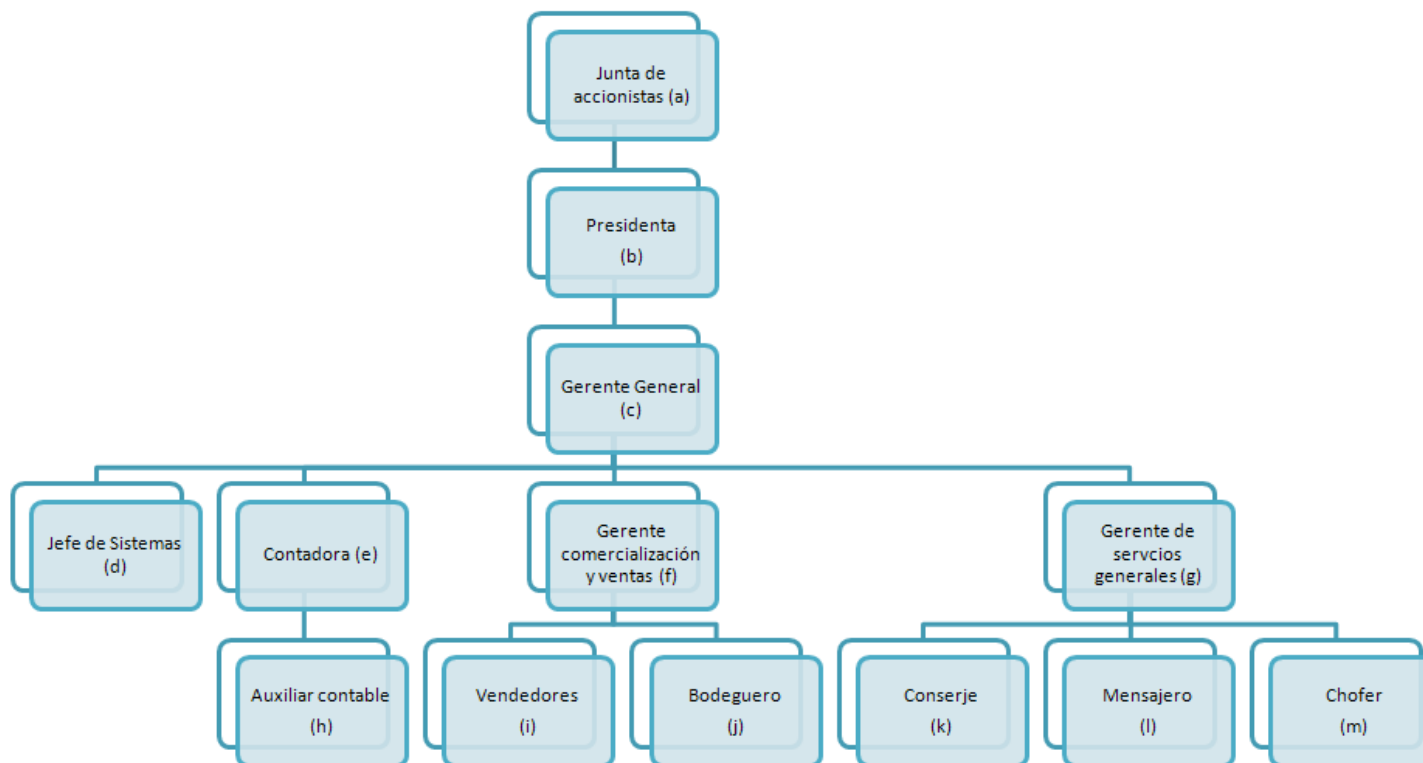 Junta de
accionistas (a)
Presidenta
(b)
Gerente General
(c)
Jefe de Sistemas
(d)
Contadora (e)
Gerente
comercialización
y ventas (f)
Gerente de
servcios
generales (g)
Auxiliar contable
(h)
Vendedores
(i)
Bodeguero
(j)
Conserje
(k)
Mensajero
(l)
Chofer
(m)